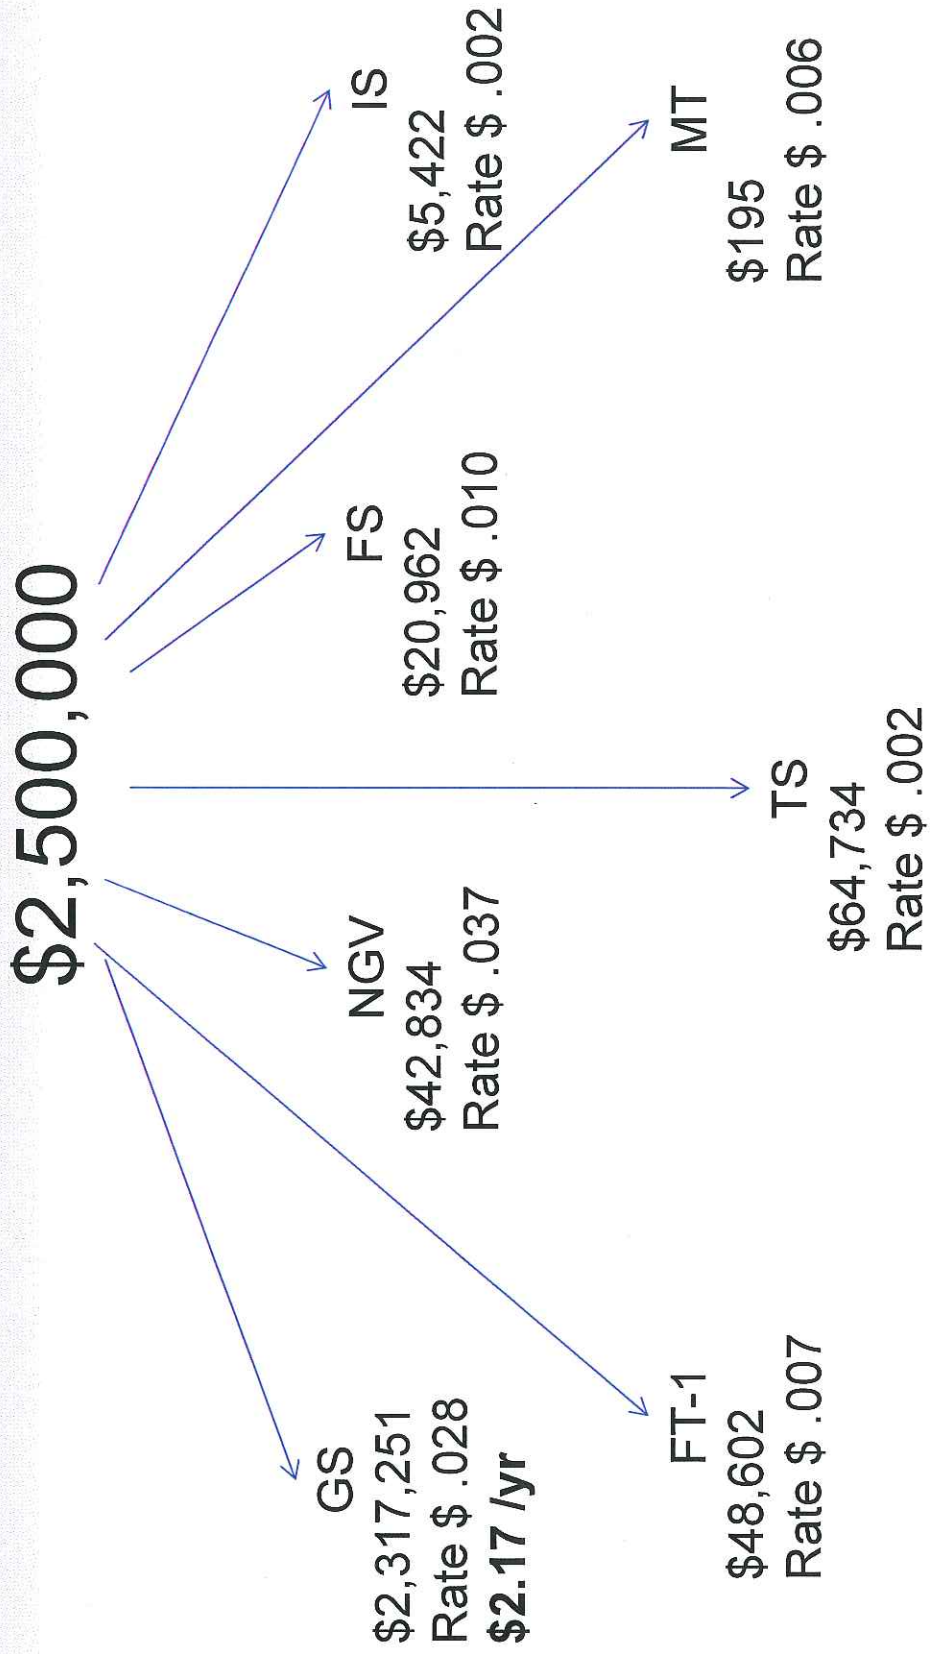 $2,500,000
GS
$2,317,251
Rate $ .028
$2.17 /yr
NGV
$42,834
Rate $ .037
FS
$20,962
Rate $ .010
IS
$5,422
Rate $ .002
FT-1
$48,602
Rate $ .007
TS
$64,734
Rate $ .002
MT
$195
Rate $ .006